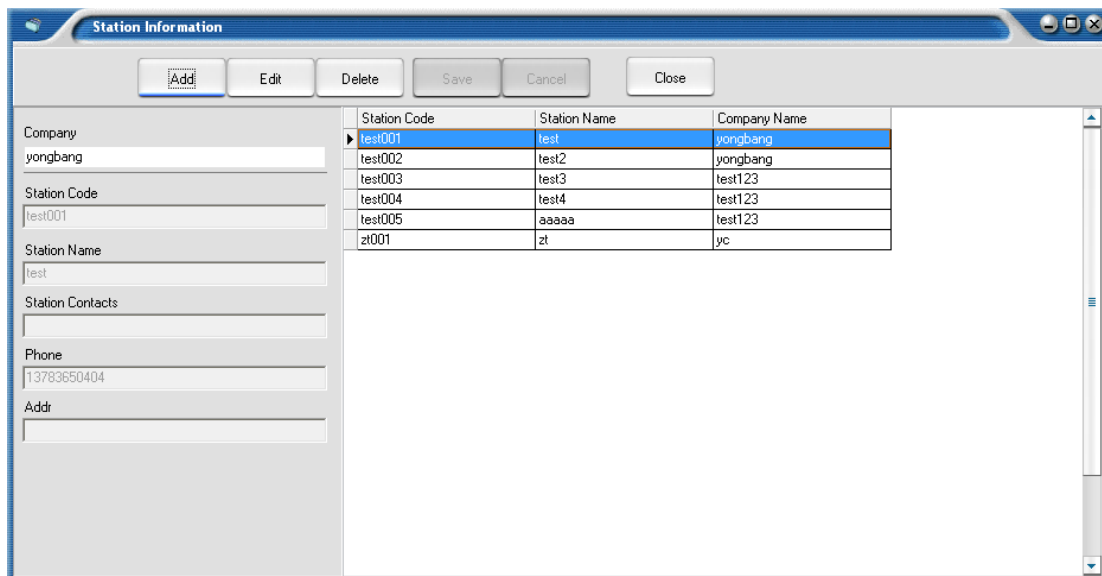 Station Information
Add Edit Delete Save Cancel Close
Company
yongbang
Station Code
test001
Station Name
test
Station Contacts
Phone
13783650404
Addr
Station Code Station Name Company Name
test001 test yongbang
test002 test2 yongbang
test003 test3 test123
test004 test4 test123
test005 aaaaa test123
zt001 zt yc